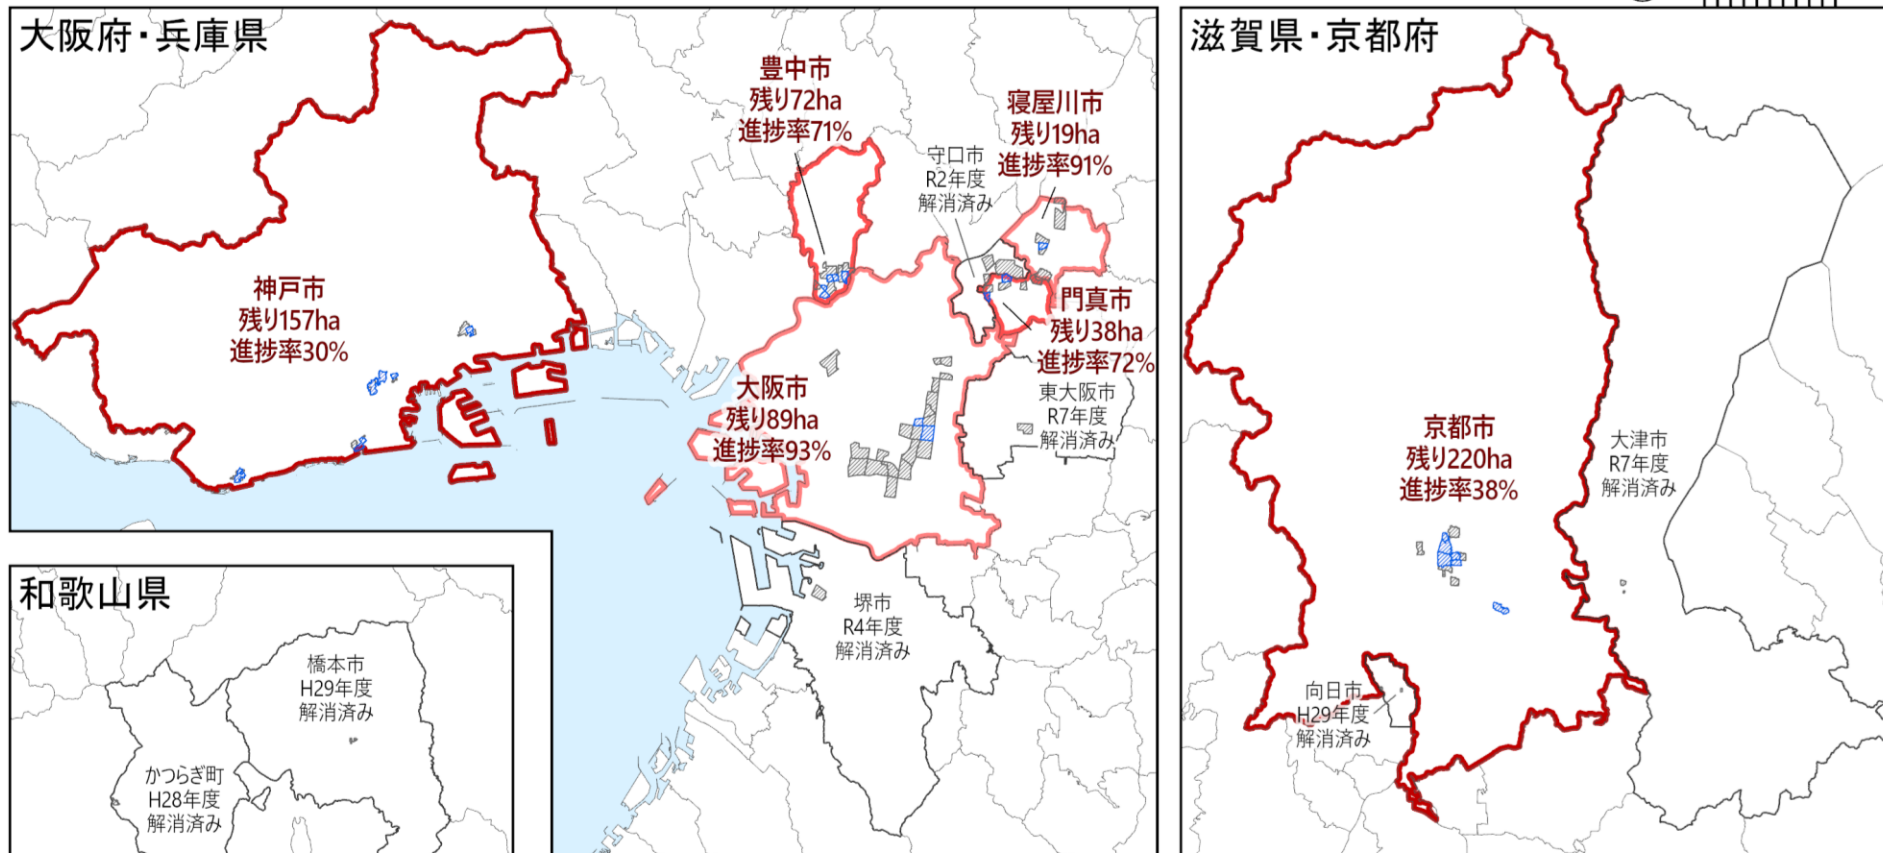 大阪府・兵庫県
豊中市
残り72ha
進捗率71%
寝屋川市
残り19ha
進捗率91%
守口市
R2年度
解消済み
神戸市
残り157ha
進捗率30%
門真市
残り38ha
進捗率72%
大阪市
残り89ha
進捗率93%
東大阪市
R7年度
解消済み
堺市
R4年度
解消済み
和歌山県
橋本市
H29年度
解消済み
かつらぎ町
H28年度
解消済み
滋賀県・京都府
京都市
残り220ha
進捗率38%
大津市
R7年度
解消済み
向日市
H29年度
解消済み